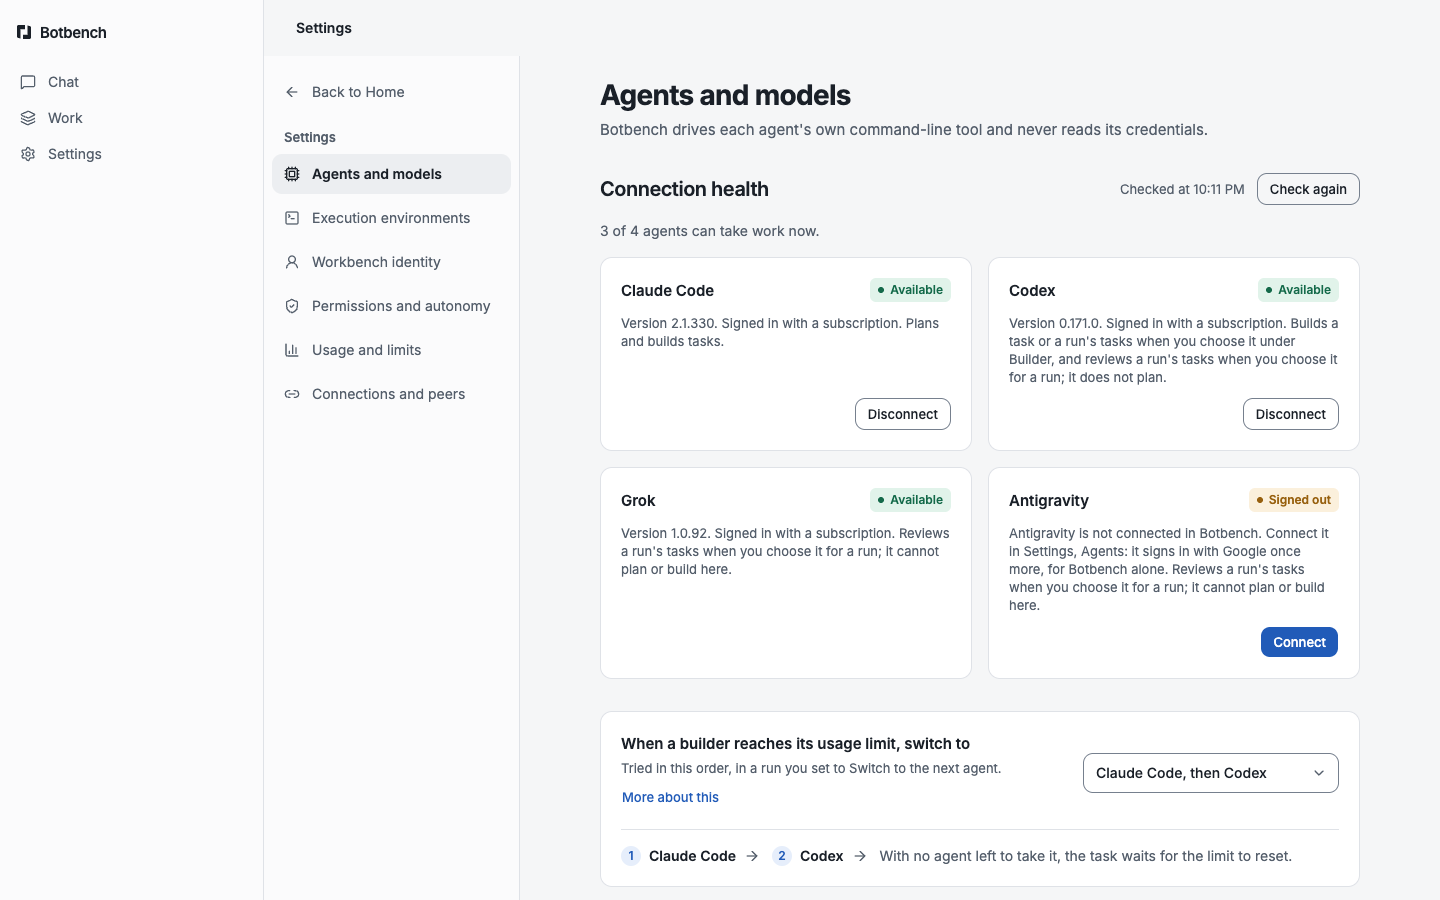 Botbench
Chat
Work
Settings
Settings
Back to Home
Settings
Agents and models
Execution environments
Workbench identity
Permissions and autonomy
Usage and limits
Connections and peers
Agents and models
Botbench drives each agent's own command-line tool and never reads its credentials.
Connection health
Checked at 10:11 PM
Check again
3 of 4 agents can take work now.
Claude Code
Available
Version 2.1.330. Signed in with a subscription. Plans
and builds tasks.
Disconnect
Codex
Available
Version 0.171.0. Signed in with a subscription. Builds a
task or a run's tasks when you choose it under
Builder, and reviews a run's tasks when you choose it
for a run; it does not plan.
Disconnect
Grok
Available
Version 1.0.92. Signed in with a subscription. Reviews
a run's tasks when you choose it for a run; it cannot
plan or build here.
Antigravity
Signed out
Antigravity is not connected in Botbench. Connect it
in Settings, Agents: it signs in with Google once
more, for Botbench alone. Reviews a run's tasks
when you choose it for a run; it cannot plan or build
here.
Connect
When a builder reaches its usage limit, switch to
Tried in this order, in a run you set to Switch to the next agent.
More about this
Claude Code, then Codex
1 Claude Code → 2 Codex → With no agent left to take it, the task waits for the limit to reset.